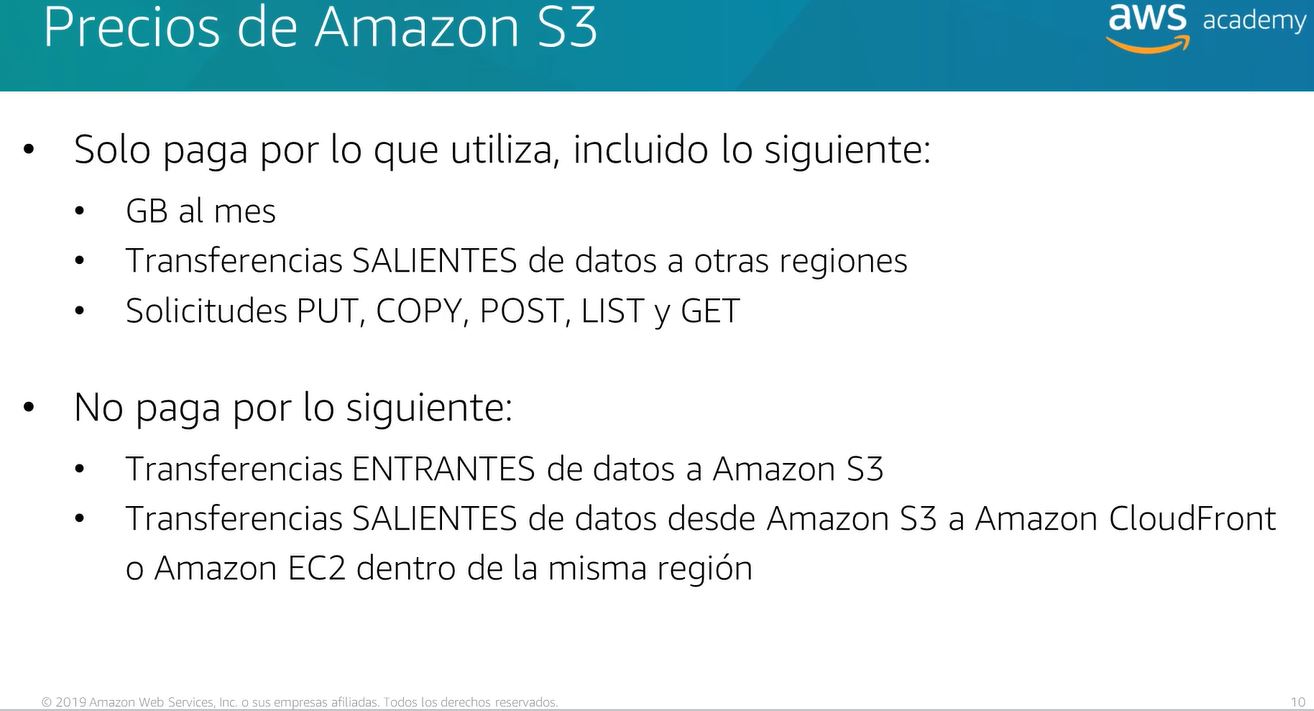 Precios de Amazon S3
aws academy
• Solo paga por lo que utiliza, incluido lo siguiente:
• GB al mes
• Transferencias SALIENTES de datos a otras regiones
• Solicitudes PUT, COPY, POST, LIST y GET
• No paga por lo siguiente:
• Transferencias ENTRANTES de datos a Amazon S3
• Transferencias SALIENTES de datos desde Amazon S3 a Amazon CloudFront
o Amazon EC2 dentro de la misma región
© 2019 Amazon Web Services, Inc. o sus empresas afiliadas. Todos los derechos reservados.
10